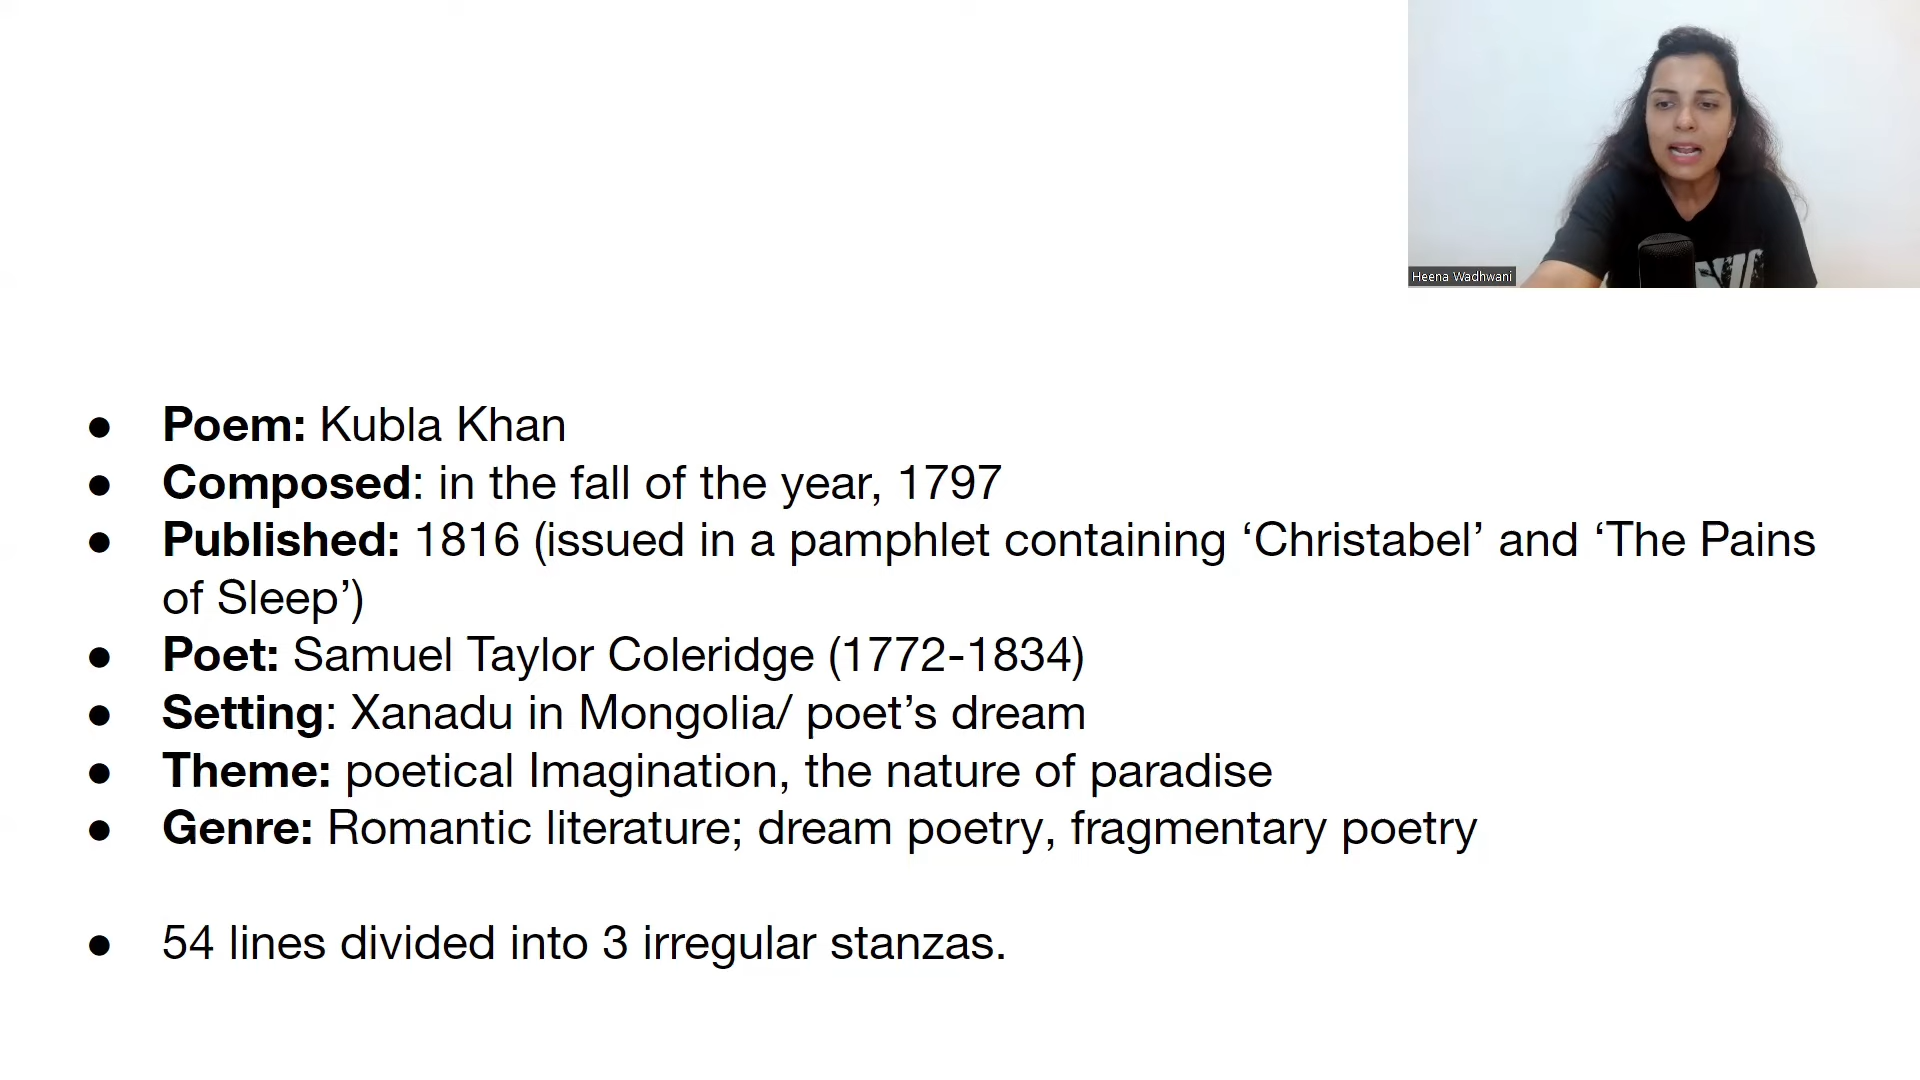 Heena Wadhwani
● Poem: Kubla Khan
● Composed: in the fall of the year, 1797
● Published: 1816 (issued in a pamphlet containing ‘Christabel’ and ‘The Pains
of Sleep’)
● Poet: Samuel Taylor Coleridge (1772-1834)
● Setting: Xanadu in Mongolia/ poet’s dream
● Theme: poetical Imagination, the nature of paradise
● Genre: Romantic literature; dream poetry, fragmentary poetry
● 54 lines divided into 3 irregular stanzas.